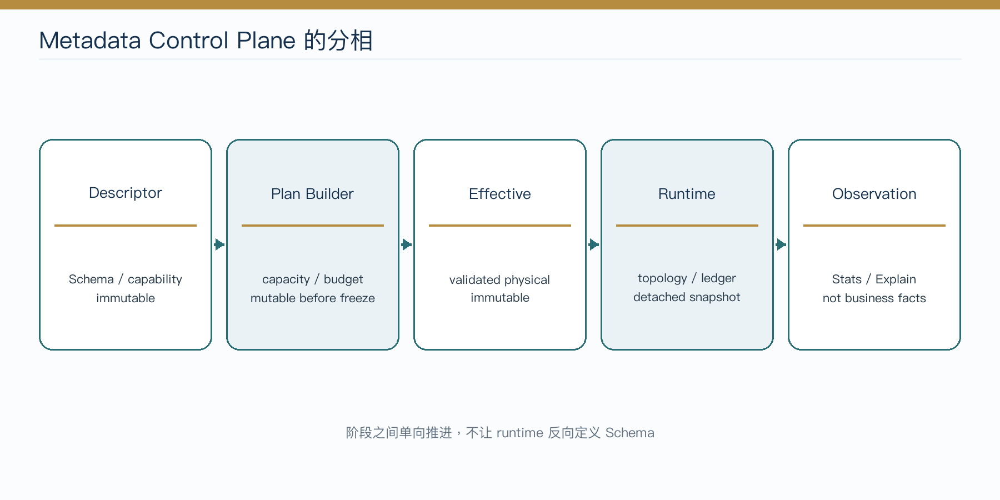 Metadata Control Plane 的分相
Descriptor
Schema / capability
immutable
Plan Builder
capacity / budget
mutable before freeze
Effective
validated physical
immutable
Runtime
topology / ledger
detached snapshot
Observation
Stats / Explain
not business facts
阶段之间单向推进，不让 runtime 反向定义 Schema